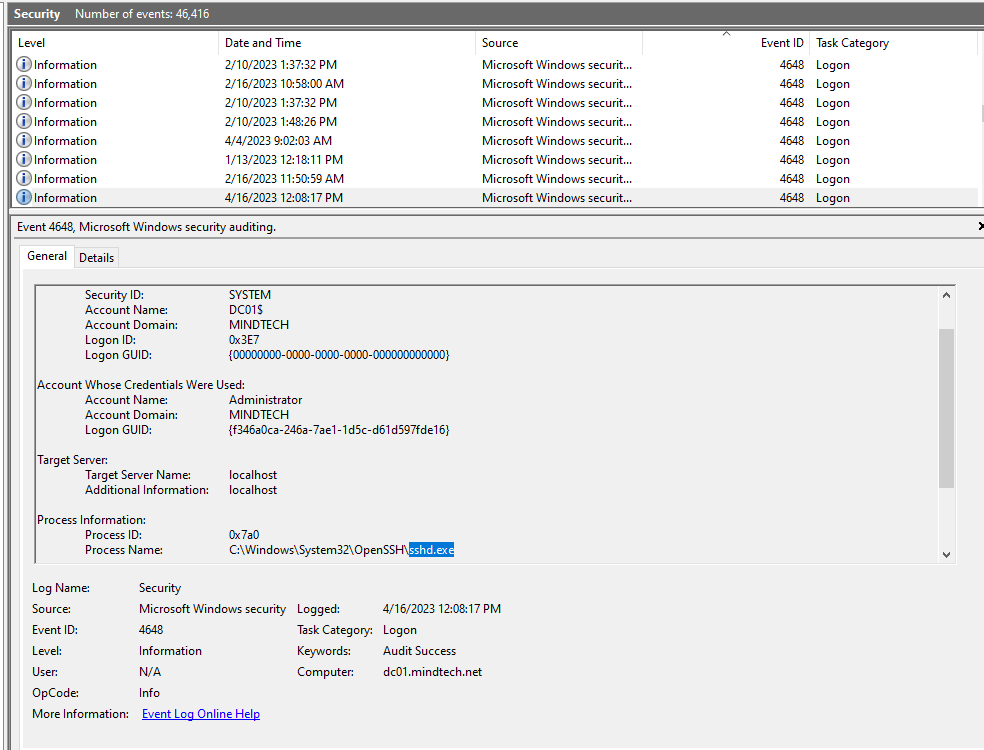 Security Number of events: 46,416
Level Date and Time Source Event ID Task Category
Information 2/10/2023 1:37:32 PM Microsoft Windows securit... 4648 Logon
Information 2/16/2023 10:58:00 AM Microsoft Windows securit... 4648 Logon
Information 2/10/2023 1:37:32 PM Microsoft Windows securit... 4648 Logon
Information 2/10/2023 1:48:26 PM Microsoft Windows securit... 4648 Logon
Information 4/4/2023 9:02:03 AM Microsoft Windows securit... 4648 Logon
Information 1/13/2023 12:18:11 PM Microsoft Windows securit... 4648 Logon
Information 2/16/2023 11:50:59 AM Microsoft Windows securit... 4648 Logon
Information 4/16/2023 12:08:17 PM Microsoft Windows securit... 4648 Logon
Event 4648, Microsoft Windows security auditing.
General Details
Security ID: SYSTEM
Account Name: DC01$
Account Domain: MINDTECH
Logon ID: 0x3E7
Logon GUID: {00000000-0000-0000-0000-000000000000}
Account Whose Credentials Were Used:
Account Name: Administrator
Account Domain: MINDTECH
Logon GUID: {f346a0ca-246a-7ae1-1d5c-d61d597fde16}
Target Server:
Target Server Name: localhost
Additional Information: localhost
Process Information:
Process ID: 0x7a0
Process Name: C:\Windows\System32\OpenSSH\sshd.exe
Log Name: Security
Source: Microsoft Windows security Logged: 4/16/2023 12:08:17 PM
Event ID: 4648 Task Category: Logon
Level: Information Keywords: Audit Success
User: N/A Computer: dc01.mindtech.net
OpCode: Info
More Information: Event Log Online Help